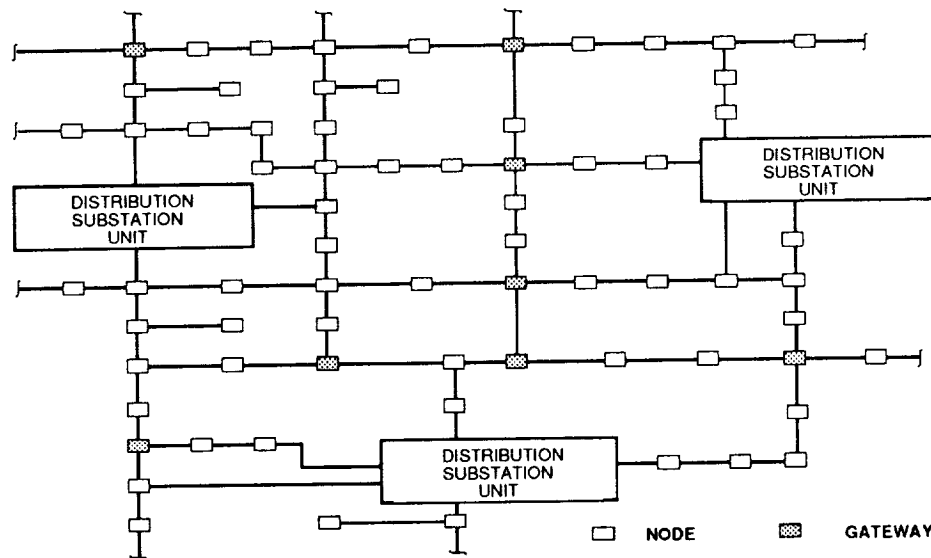 DISTRIBUTION
SUBSTATION
UNIT
DISTRIBUTION
SUBSTATION
UNIT
DISTRIBUTION
SUBSTATION
UNIT
NODE
GATEWAY